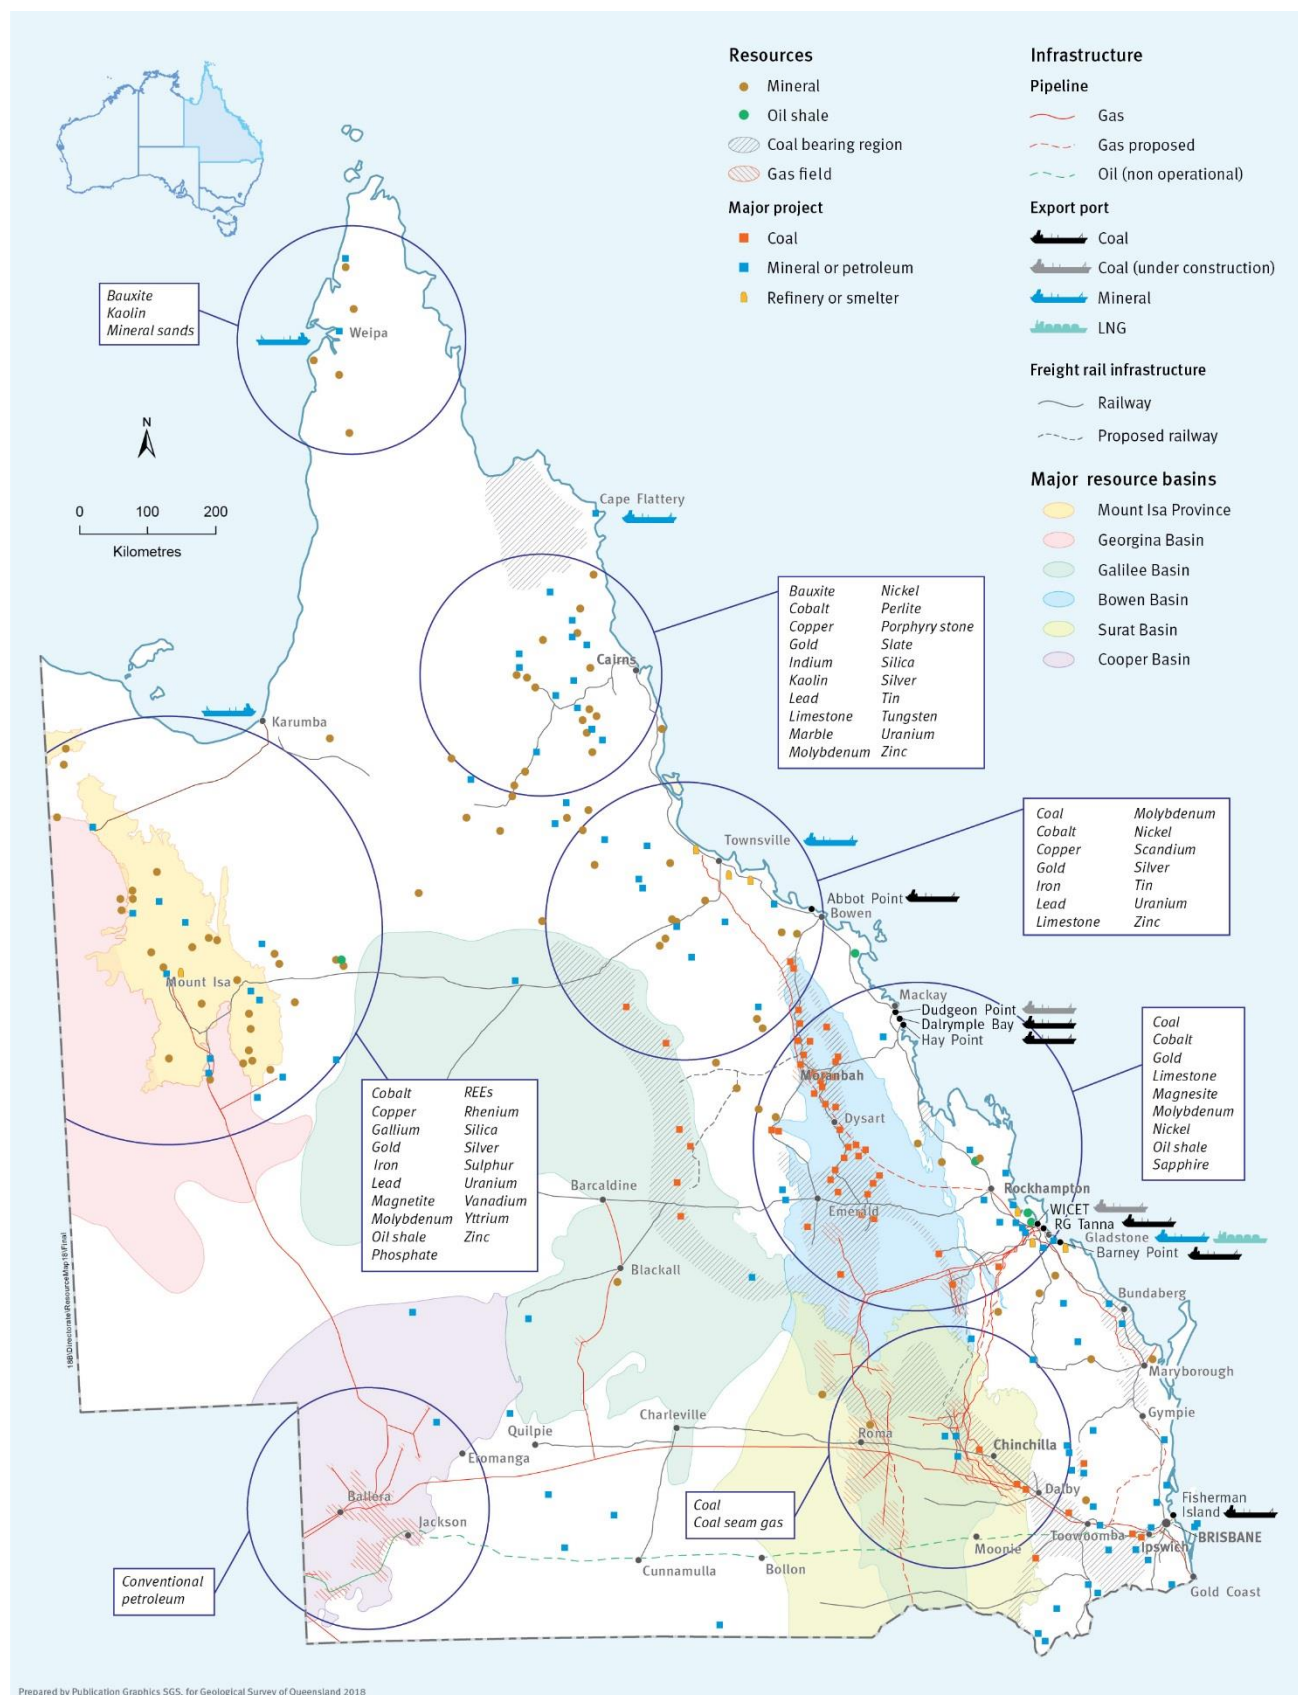 Resources
Mineral
Oil shale
Coal bearing region
Gas field
Major project
Coal
Mineral or petroleum
Refinery or smelter
Infrastructure
Pipeline
Gas
Gas proposed
Oil (non operational)
Export port
Coal
Coal (under construction)
Mineral
LNG
Freight rail infrastructure
Railway
Proposed railway
Major resource basins
Mount Isa Province
Georgina Basin
Galilee Basin
Bowen Basin
Surat Basin
Cooper Basin
Bauxite
Kaolin
Mineral sands
Weipa
N
0 100 200
Kilometres
Cape Flattery
Cairns
Karumba
Bauxite Nickel
Cobalt Perlite
Copper Porphyry stone
Gold Slate
Indium Silica
Kaolin Silver
Lead Tin
Limestone Tungsten
Marble Uranium
Molybdenum Zinc
Townsville
Abbot Point
Bowen
Coal Molybdenum
Cobalt Nickel
Copper Scandium
Gold Silver
Iron Tin
Lead Uranium
Limestone Zinc
Mount Isa
Mackay
Dudgeon Point
Dalrymple Bay
Hay Point
Moranbah
Dysart
Coal
Cobalt
Gold
Limestone
Magnesite
Molybdenum
Nickel
Oil shale
Sapphire
Cobalt REEs
Copper Rhenium
Gallium Silica
Gold Silver
Iron Sulphur
Lead Uranium
Magnetite Vanadium
Molybdenum Yttrium
Oil shale Zinc
Phosphate
Barcaldine
Emerald
Rockhampton
WICET
RG Tanna
Gladstone
Barney Point
Blackall
Bundaberg
Maryborough
Gympie
Charleville
Quilpie
Eromanga
Roma
Chinchilla
Dalby
Ballera
Jackson
Coal
Coal seam gas
Fisherman
Island
Toowoomba
BRISBANE
Ipswich
Moonie
Cunnamulla
Bollon
Gold Coast
Conventional
petroleum
18B\Directorate\ResourceMap18\Final
Prepared by Publication Graphics SGS, for Geological Survey of Queensland 2018